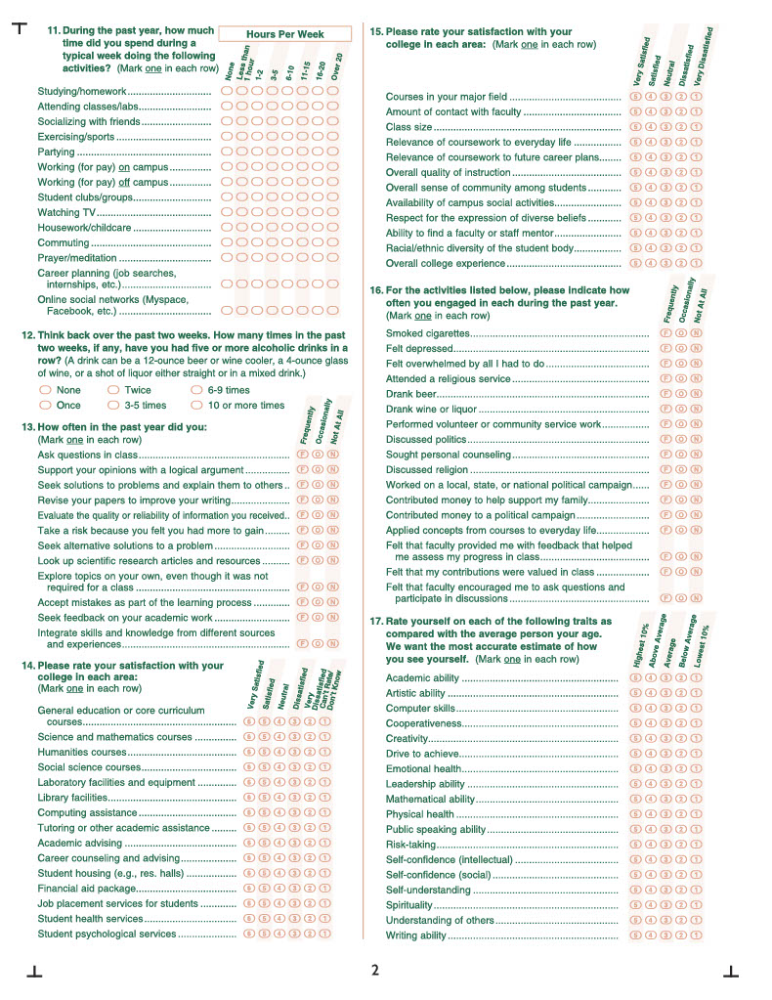 11. During the past year, how much
time did you spend during a
typical week doing the following
activities? (Mark one in each row)
Hours Per Week
None
Less than
1 hour
1-2
3-5
6-10
11-15
16-20
Over 20
Studying/homework
Attending classes/labs
Socializing with friends
Exercising/sports
Partying
Working (for pay) on campus
Working (for pay) off campus
Student clubs/groups
Watching TV
Housework/childcare
Commuting
Prayer/meditation
Career planning (job searches,
internships, etc.)
Online social networks (Myspace,
Facebook, etc.)
12. Think back over the past two weeks. How many times in the past
two weeks, if any, have you had five or more alcoholic drinks in a
row? (A drink can be a 12-ounce beer or wine cooler, a 4-ounce glass
of wine, or a shot of liquor either straight or in a mixed drink.)
None Twice 6-9 times
Once 3-5 times 10 or more times
13. How often in the past year did you:
(Mark one in each row)
Frequently
Occasionally
Not At All
Ask questions in class F O N
Support your opinions with a logical argument F O N
Seek solutions to problems and explain them to others F O N
Revise your papers to improve your writing F O N
Evaluate the quality or reliability of information you received F O N
Take a risk because you felt you had more to gain F O N
Seek alternative solutions to a problem F O N
Look up scientific research articles and resources F O N
Explore topics on your own, even though it was not
required for a class F O N
Accept mistakes as part of the learning process F O N
Seek feedback on your academic work F O N
Integrate skills and knowledge from different sources
and experiences F O N
14. Please rate your satisfaction with your
college in each area:
(Mark one in each row)
Very Satisfied
Satisfied
Neutral
Dissatisfied
Very
Dissatisfied
Can't Rate/
Don't Know
General education or core curriculum
courses 6 5 4 3 2 1
Science and mathematics courses 6 5 4 3 2 1
Humanities courses 6 5 4 3 2 1
Social science courses 6 5 4 3 2 1
Laboratory facilities and equipment 6 5 4 3 2 1
Library facilities 6 5 4 3 2 1
Computing assistance 6 5 4 3 2 1
Tutoring or other academic assistance 6 5 4 3 2 1
Academic advising 6 5 4 3 2 1
Career counseling and advising 6 5 4 3 2 1
Student housing (e.g., res. halls) 6 5 4 3 2 1
Financial aid package 6 5 4 3 2 1
Job placement services for students 6 5 4 3 2 1
Student health services 6 5 4 3 2 1
Student psychological services 6 5 4 3 2 1
15. Please rate your satisfaction with your
college in each area: (Mark one in each row)
Very Satisfied
Satisfied
Neutral
Dissatisfied
Very Dissatisfied
Courses in your major field 5 4 3 2 1
Amount of contact with faculty 5 4 3 2 1
Class size 5 4 3 2 1
Relevance of coursework to everyday life 5 4 3 2 1
Relevance of coursework to future career plans 5 4 3 2 1
Overall quality of instruction 5 4 3 2 1
Overall sense of community among students 5 4 3 2 1
Availability of campus social activities 5 4 3 2 1
Respect for the expression of diverse beliefs 5 4 3 2 1
Ability to find a faculty or staff mentor 5 4 3 2 1
Racial/ethnic diversity of the student body 5 4 3 2 1
Overall college experience 5 4 3 2 1
16. For the activities listed below, please indicate how
often you engaged in each during the past year.
(Mark one in each row)
Frequently
Occasionally
Not At All
Smoked cigarettes F O N
Felt depressed F O N
Felt overwhelmed by all I had to do F O N
Attended a religious service F O N
Drank beer F O N
Drank wine or liquor F O N
Performed volunteer or community service work F O N
Discussed politics F O N
Sought personal counseling F O N
Discussed religion F O N
Worked on a local, state, or national political campaign F O N
Contributed money to help support my family F O N
Contributed money to a political campaign F O N
Applied concepts from courses to everyday life F O N
Felt that faculty provided me with feedback that helped
me assess my progress in class F O N
Felt that my contributions were valued in class F O N
Felt that faculty encouraged me to ask questions and
participate in discussions F O N
17. Rate yourself on each of the following traits as
compared with the average person your age.
We want the most accurate estimate of how
you see yourself. (Mark one in each row)
Highest 10%
Above Average
Average
Below Average
Lowest 10%
Academic ability 5 4 3 2 1
Artistic ability 5 4 3 2 1
Computer skills 5 4 3 2 1
Cooperativeness 5 4 3 2 1
Creativity 5 4 3 2 1
Drive to achieve 5 4 3 2 1
Emotional health 5 4 3 2 1
Leadership ability 5 4 3 2 1
Mathematical ability 5 4 3 2 1
Physical health 5 4 3 2 1
Public speaking ability 5 4 3 2 1
Risk-taking 5 4 3 2 1
Self-confidence (intellectual) 5 4 3 2 1
Self-confidence (social) 5 4 3 2 1
Self-understanding 5 4 3 2 1
Spirituality 5 4 3 2 1
Understanding of others 5 4 3 2 1
Writing ability 5 4 3 2 1
2